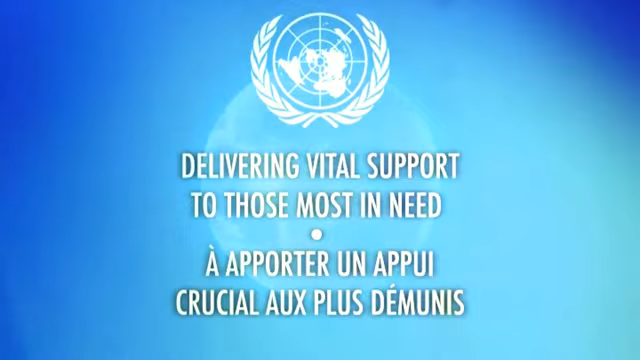 DELIVERING VITAL SUPPORT
TO THOSE MOST IN NEED
•
À APPORTER UN APPUI
CRUCIAL AUX PLUS DÉMUNIS